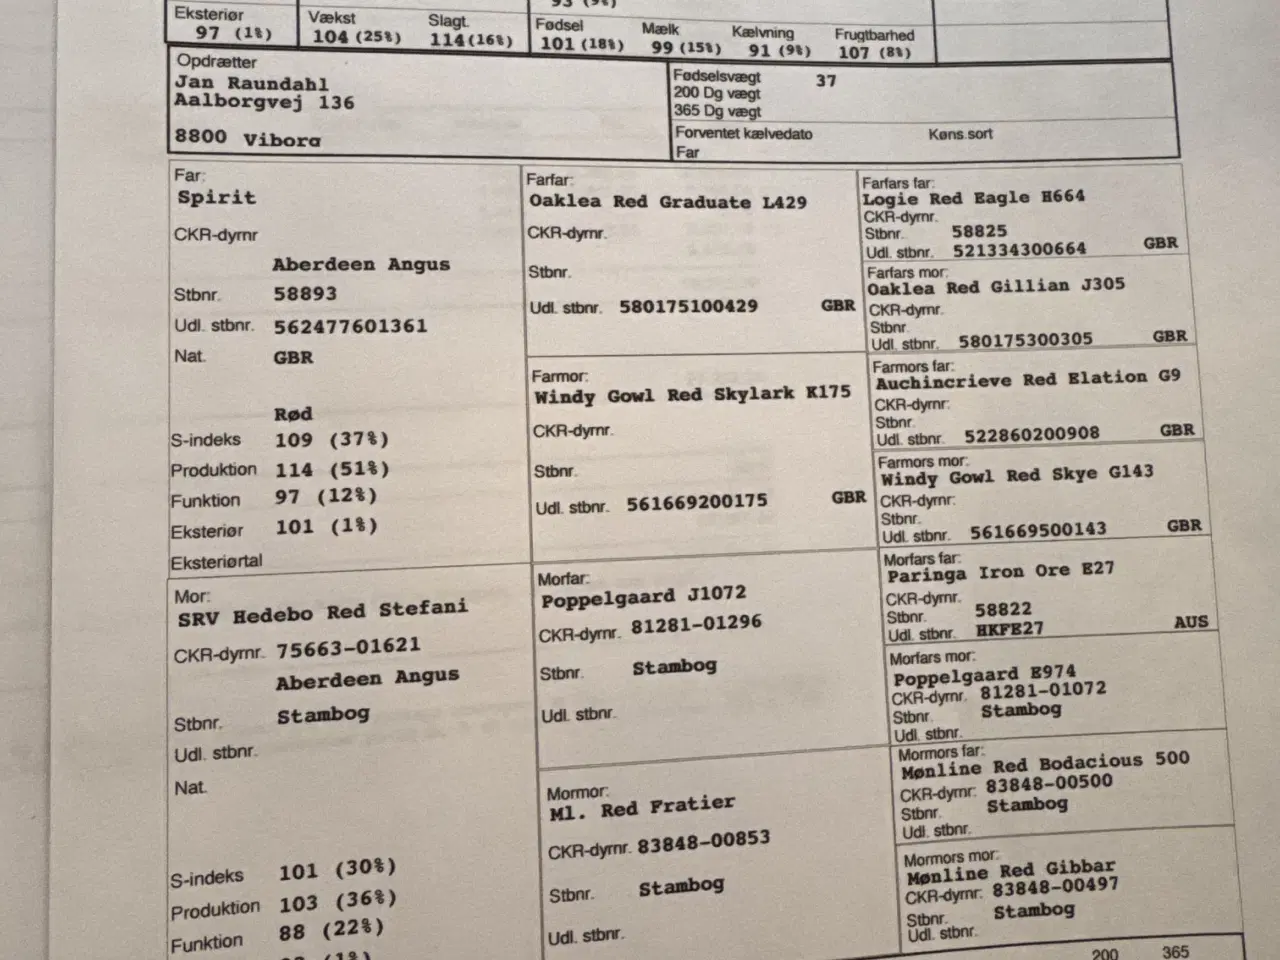 93 (9%)
Eksteriør Vækst Slagt. Fødsel Mælk Kælvning Frugtbarhed
97 (1%) 104 (25%) 114(16%) 101 (18%) 99 (15%) 91 (9%) 107 (8%)
Opdrætter
Jan Raundahl
Aalborgvej 136
8800 Viborg
Fødselsvægt 37
200 Dg vægt
365 Dg vægt
Forventet kælvedato Køns.sort
Far
Far:
Spirit
CKR-dyrnr
Aberdeen Angus
Stbnr. 58893
Udl. stbnr. 562477601361
Nat. GBR
Rød
S-indeks 109 (37%)
Produktion 114 (51%)
Funktion 97 (12%)
Eksteriør 101 (1%)
Eksteriørtal
Farfar:
Oaklea Red Graduate L429
CKR-dyrnr.
Stbnr.
Udl. stbnr. 580175100429 GBR
Farmor:
Windy Gowl Red Skylark K175
CKR-dyrnr.
Stbnr.
Udl. stbnr. 561669200175 GBR
Farfars far:
Logie Red Eagle H664
CKR-dyrnr.
Stbnr. 58825
Udl. stbnr. 521334300664 GBR
Farfars mor:
Oaklea Red Gillian J305
CKR-dyrnr.
Stbnr.
Udl. stbnr. 580175300305 GBR
Farmors far:
Auchincrieve Red Elation G9
CKR-dyrnr:
Stbnr.
Udl. stbnr. 522860200908 GBR
Farmors mor:
Windy Gowl Red Skye G143
CKR-dyrnr:
Stbnr.
Udl. stbnr. 561669500143 GBR
Mor:
SRV Hedebo Red Stefani
CKR-dyrnr. 75663-01621
Aberdeen Angus
Stbnr. Stambog
Udl. stbnr.
Nat.
S-indeks 101 (30%)
Produktion 103 (36%)
Funktion 88 (22%)
(1%)
Morfar:
Poppelgaard J1072
CKR-dyrnr. 81281-01296
Stbnr. Stambog
Udl. stbnr.
Mormor:
Ml. Red Fratier
CKR-dyrnr. 83848-00853
Stbnr. Stambog
Udl. stbnr.
Morfars far:
Paringa Iron Ore E27
CKR-dyrnr.
Stbnr. 58822
Udl. stbnr. HKFE27 AUS
Morfars mor:
Poppelgaard E974
CKR-dyrnr. 81281-01072
Stbnr. Stambog
Udl. stbnr.
Mormors far:
Mønline Red Bodacious 500
CKR-dyrnr: 83848-00500
Stbnr. Stambog
Udl. stbnr.
Mormors mor:
Mønline Red Gibbar
CKR-dyrnr: 83848-00497
Stbnr. Stambog
Udl. stbnr.
200 365